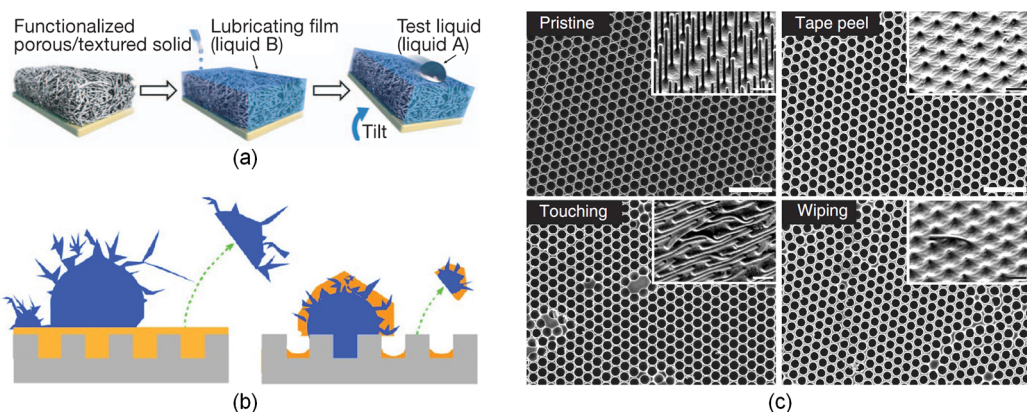 Functionalized
porous/textured solid
Lubricating film
(liquid B)
Test liquid
(liquid A)
Tilt
(a)
(b)
Pristine
Tape peel
Touching
Wiping
(c)